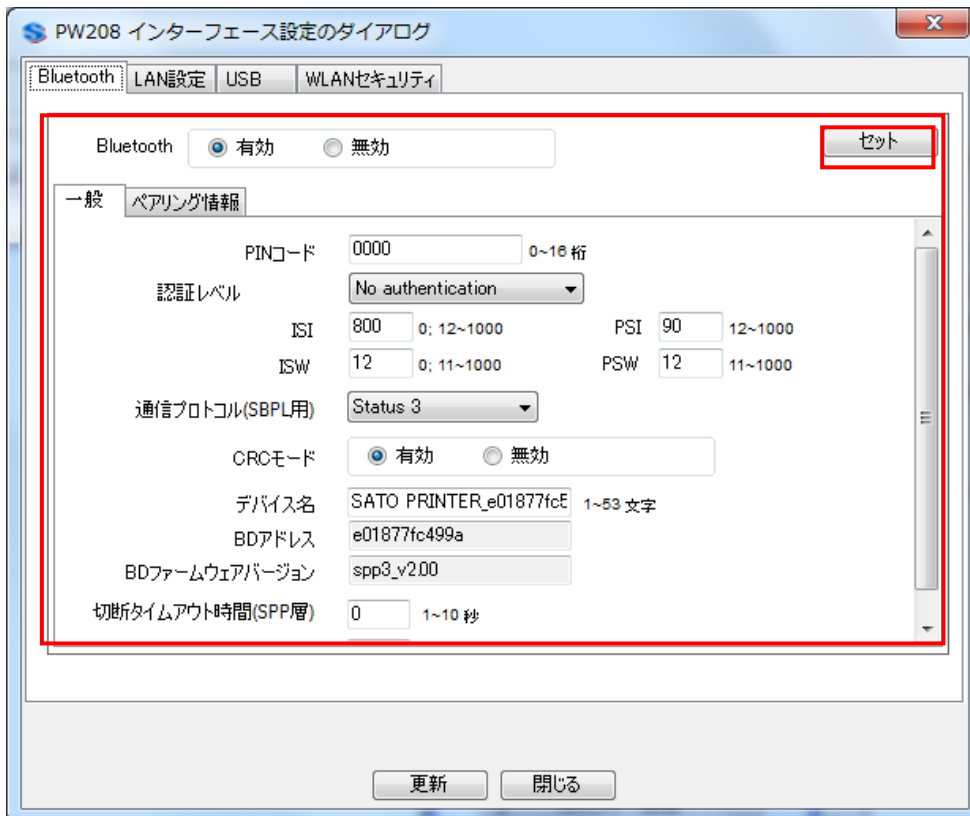 PW208 インターフェース設定のダイアログ
Bluetooth LAN設定 USB WLANセキュリティ
Bluetooth 有効 無効 セット
一般 ペアリング情報
PINコード 0000 0~16 桁
認証レベル No authentication
ISI 800 0; 12~1000 PSI 90 12~1000
ISW 12 0; 11~1000 PSW 12 11~1000
通信プロトコル(SBPL用) Status 3
CRCモード 有効 無効
デバイス名 SATO PRINTER_e01877fc 1~53 文字
BDアドレス e01877fc499a
BDファームウェアバージョン spp3_v2.00
切断タイムアウト時間(SPP層) 0 1~10 秒
更新 閉じる